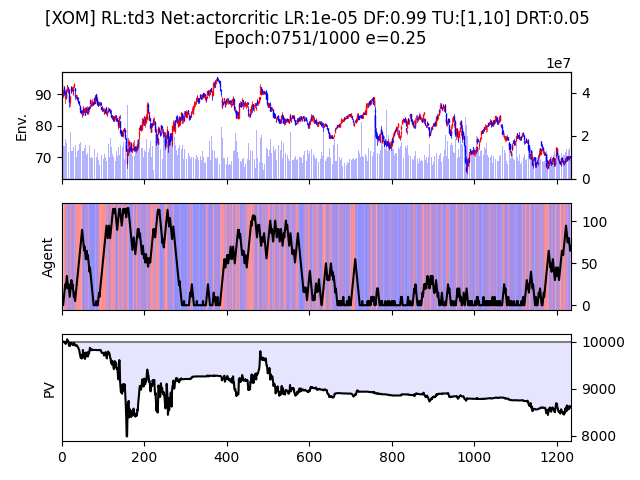 [XOM] RL:td3 Net:actorcritic LR:1e-05 DF:0.99 TU:[1,10] DRT:0.05
Epoch:0751/1000 e=0.25
1e7
Env.
90
80
70
4
2
0
Agent
100
50
0
PV
10000
9000
8000
0 200 400 600 800 1000 1200